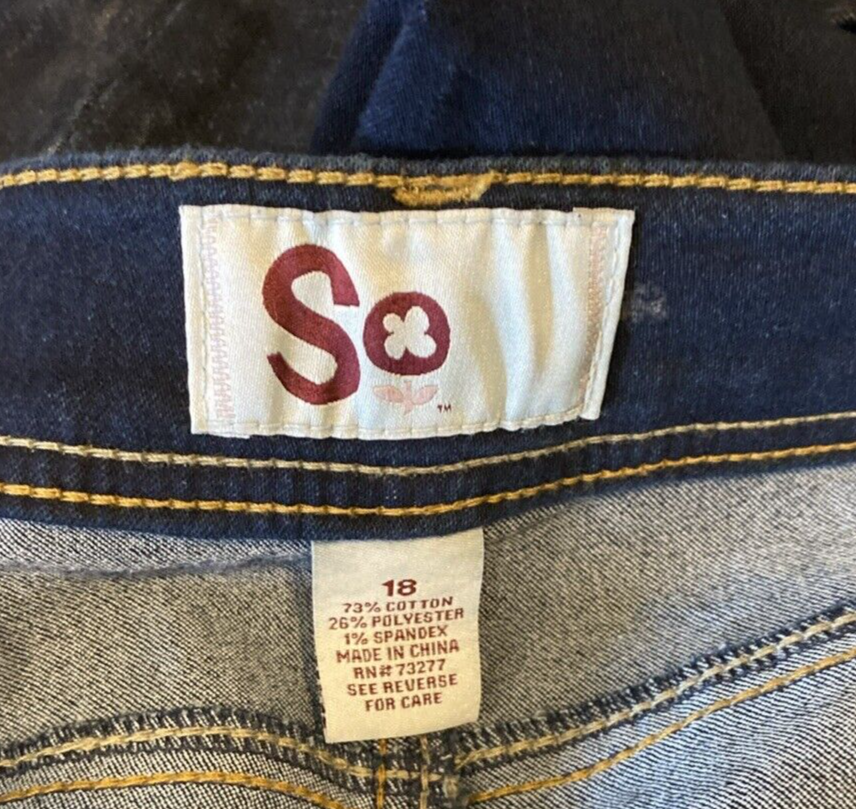 So
TM
18
73% COTTON
26% POLYESTER
1% SPANDEX
MADE IN CHINA
RN#73277
SEE REVERSE
FOR CARE